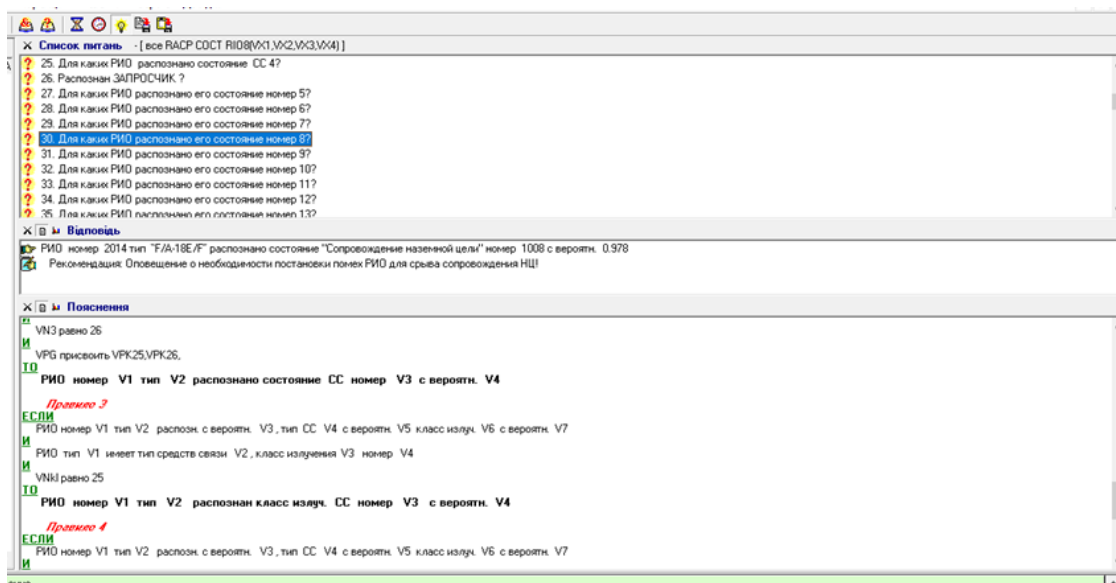 Список питань - [ все RACP СОСТ RIO8(VX1,VX2,VX3,VX4) ]
? 25. Для каких РИО распознано состояние СС 4?
? 26. Распознан ЗАПРОСЧИК ?
? 27. Для каких РИО распознано его состояние номер 5?
? 28. Для каких РИО распознано его состояние номер 6?
? 29. Для каких РИО распознано его состояние номер 7?
? 30. Для каких РИО распознано его состояние номер 8?
? 31. Для каких РИО распознано его состояние номер 9?
? 32. Для каких РИО распознано его состояние номер 10?
? 33. Для каких РИО распознано его состояние номер 11?
? 34. Для каких РИО распознано его состояние номер 12?
? 35. Для каких РИО распознано его состояние номер 13?
Відповідь
РИО номер 2014 тип "F/A-18E/F" распознано состояние "Сопровождение наземной цели" номер 1008 с вероятн. 0.978
Рекомендация: Оповещение о необходимости постановки помех РИО для срыва сопровождения НЦ!
Пояснення
VN3 равно 26
И
VPG присвоить VPK25,VPK26,
ТО
РИО номер V1 тип V2 распознано состояние СС номер V3 с вероятн. V4
Правило 3
ЕСЛИ
РИО номер V1 тип V2 распозн. с вероятн. V3 , тип СС V4 с вероятн. V5 класс излуч. V6 с вероятн. V7
И
РИО тип V1 имеет тип средств связи V2 , класс излучения V3 номер V4
И
VNkl равно 25
ТО
РИО номер V1 тип V2 распознан класс излуч. СС номер V3 с вероятн. V4
Правило 4
ЕСЛИ
РИО номер V1 тип V2 распозн. с вероятн. V3 , тип СС V4 с вероятн. V5 класс излуч. V6 с вероятн. V7
И